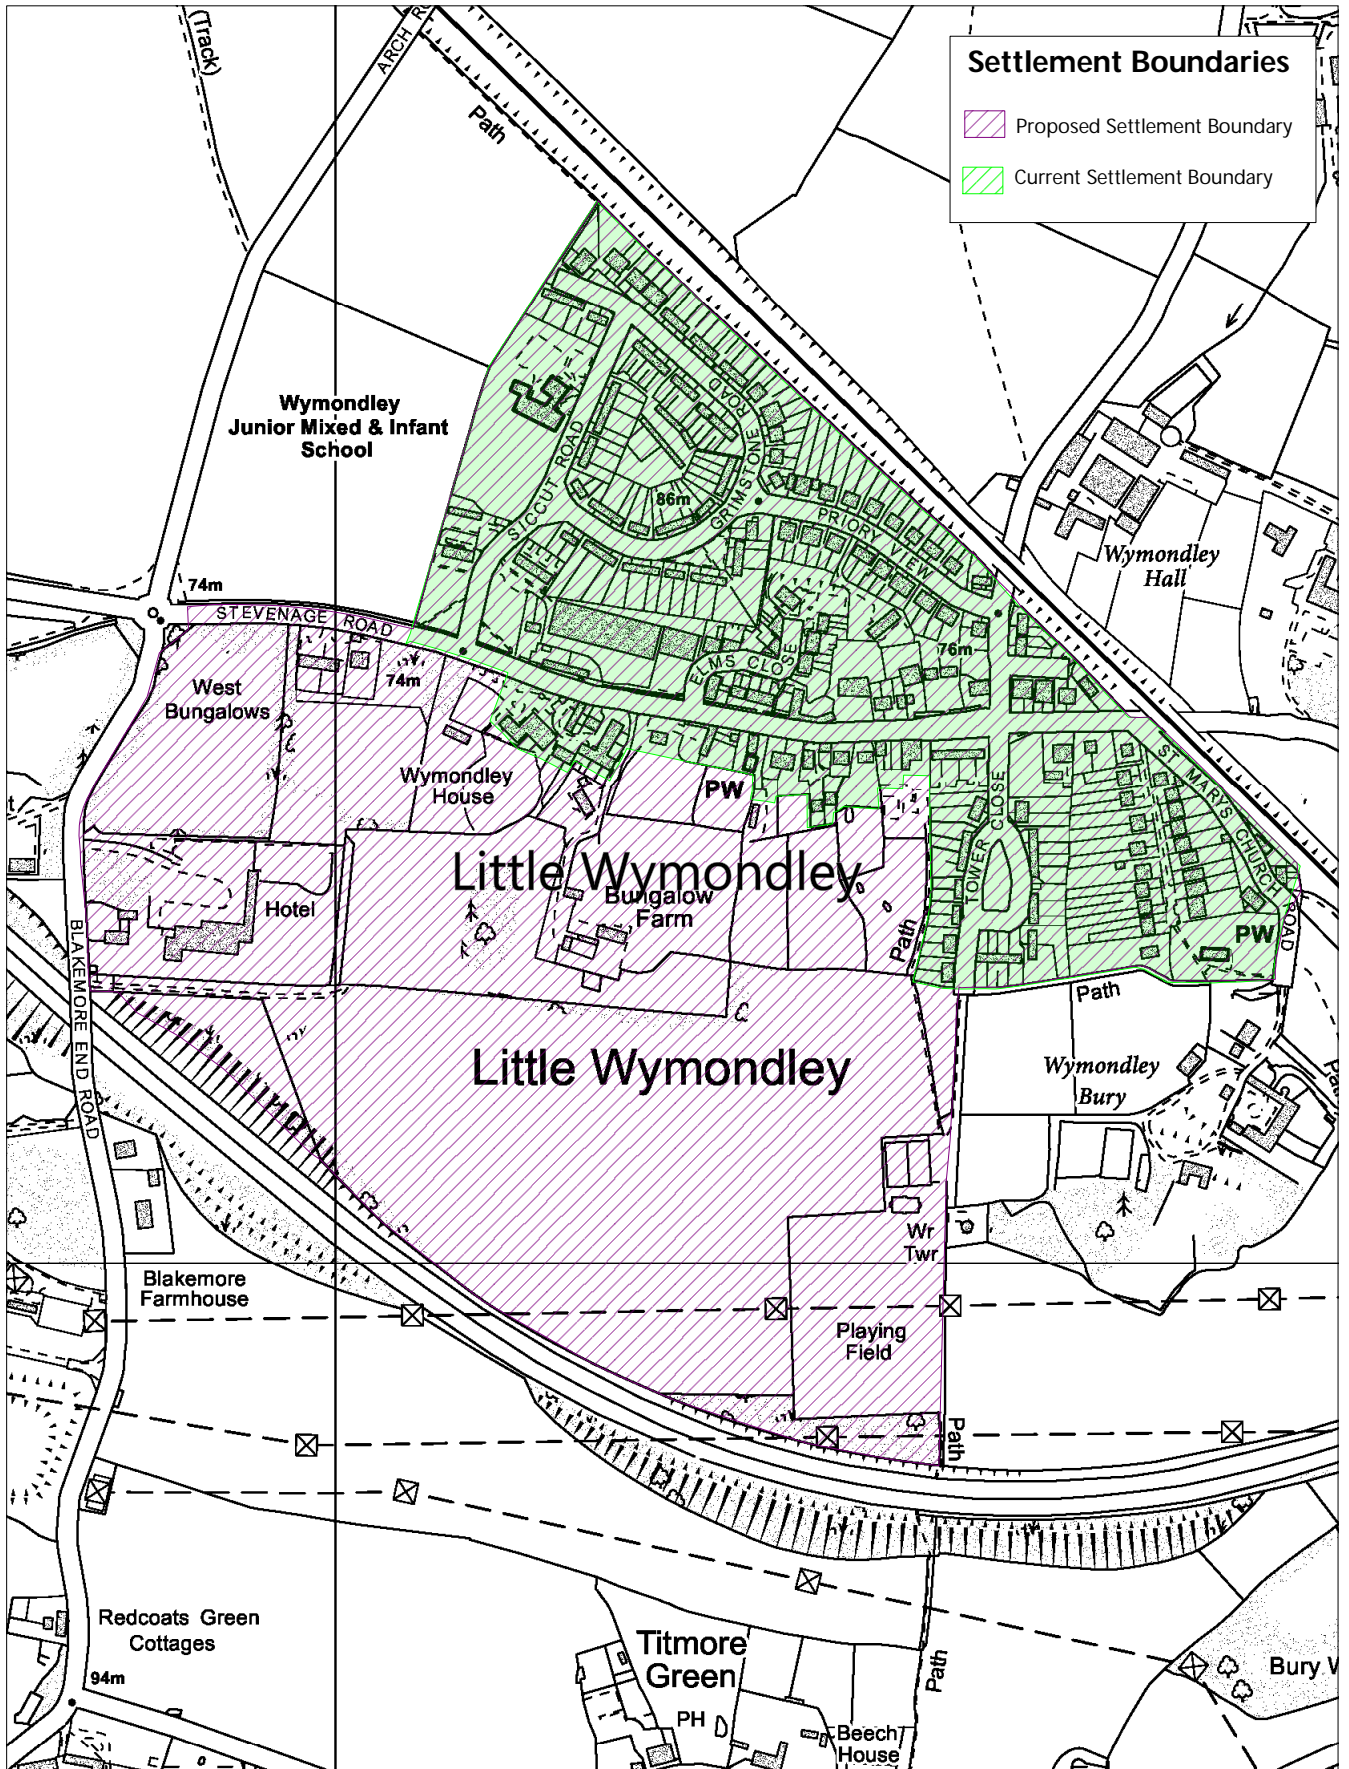 (Track)
ARCH
Path
Settlement Boundaries
Proposed Settlement Boundary
Current Settlement Boundary
Wymondley
Junior Mixed & Infant
School
SICCUT ROAD
GRIMSTONE ROAD
86m
PRIORY VIEW
Wymondley
Hall
74m
STEVENAGE ROAD
74m
ELMS CLOSE
76m
West
Bungalows
Wymondley
House
PW
TOWER CLOSE
ST MARYS CHURCH
ROAD
Little Wymondley
Bungalow
Farm
Hotel
Path
PW
BLAKEMORE END ROAD
Path
Little Wymondley
Wymondley
Bury
Wr
Twr
Blakemore
Farmhouse
Playing
Field
Path
Redcoats Green
Cottages
94m
Titmore
Green
PH
Path
Beech
House
Bury